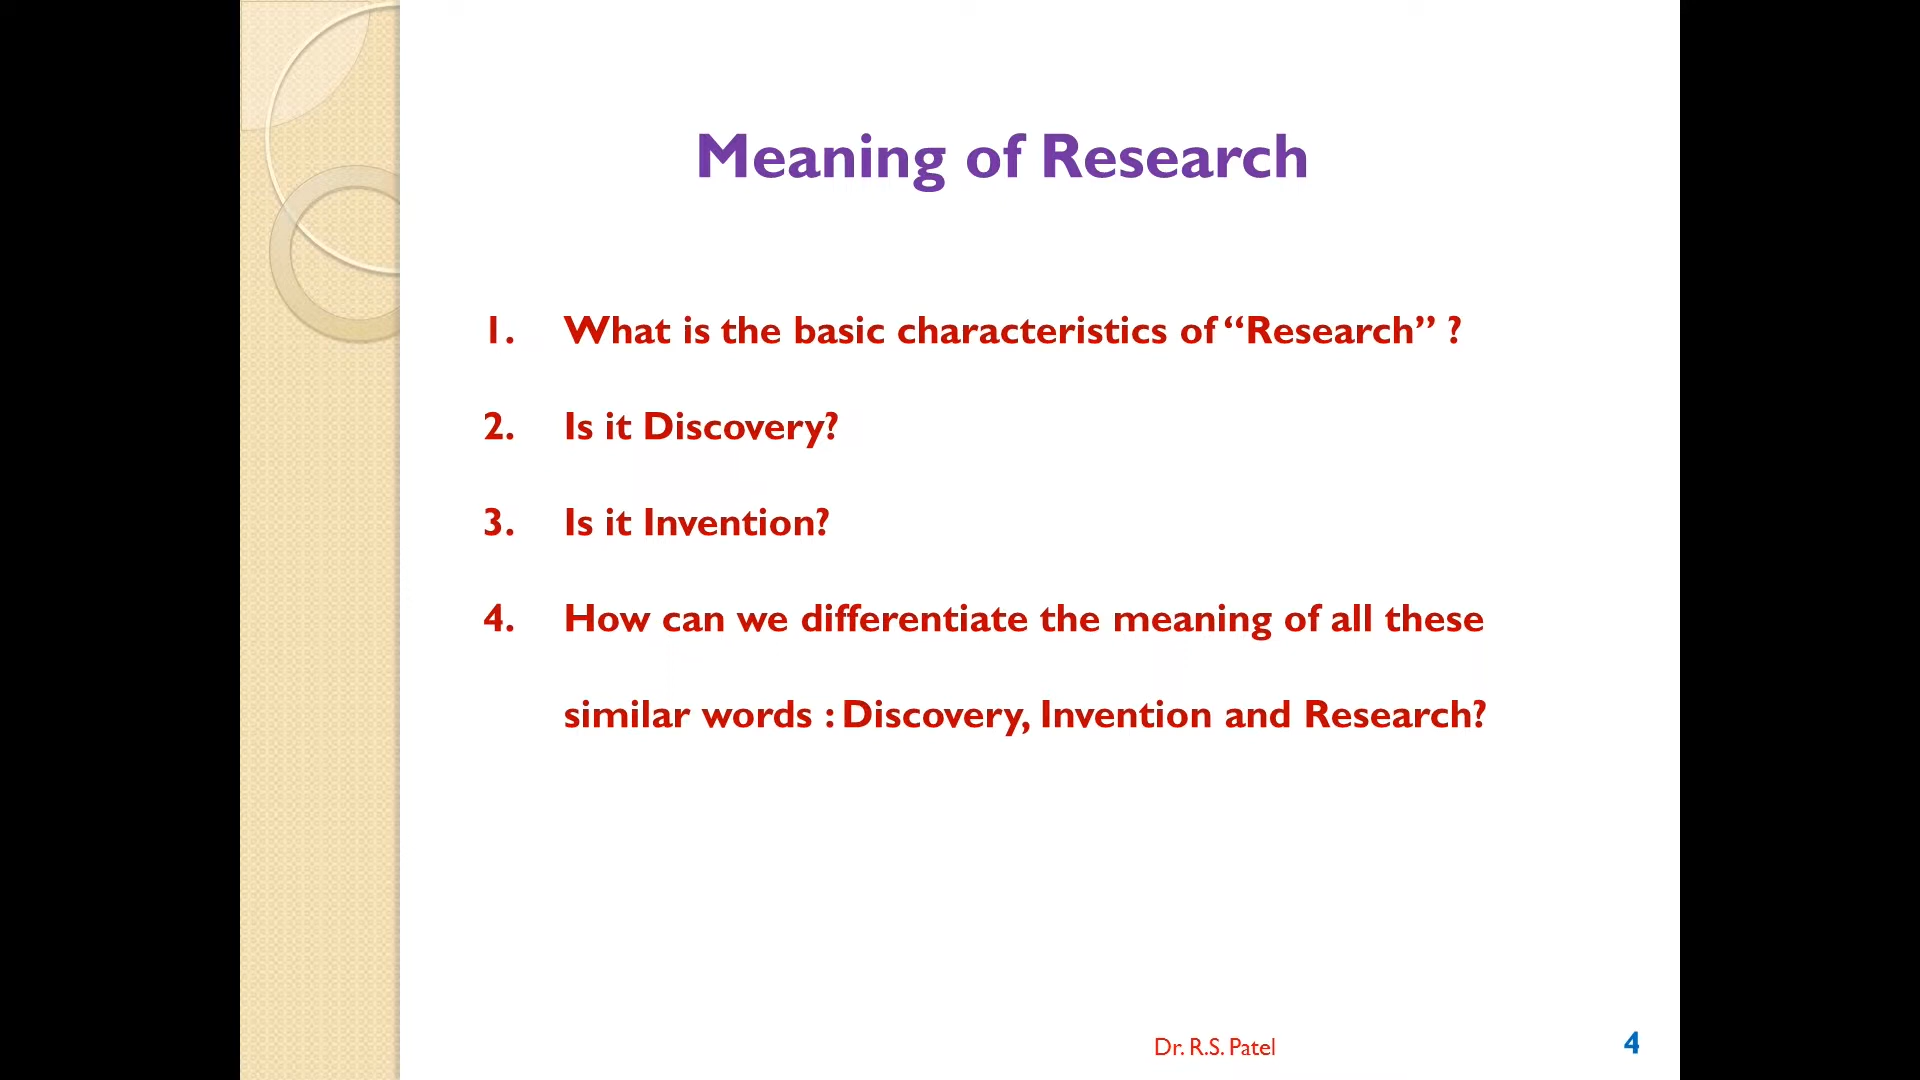 Meaning of Research
1. What is the basic characteristics of “Research” ?
2. Is it Discovery?
3. Is it Invention?
4. How can we differentiate the meaning of all these
similar words : Discovery, Invention and Research?
Dr. R.S. Patel
4